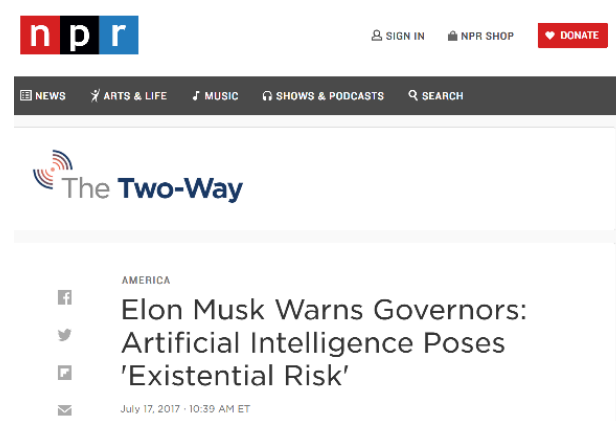 npr
SIGN IN NPR SHOP DONATE
NEWS ARTS & LIFE MUSIC SHOWS & PODCASTS SEARCH
The Two-Way
AMERICA
Elon Musk Warns Governors:
Artificial Intelligence Poses
'Existential Risk'
July 17, 2017 · 10:39 AM ET